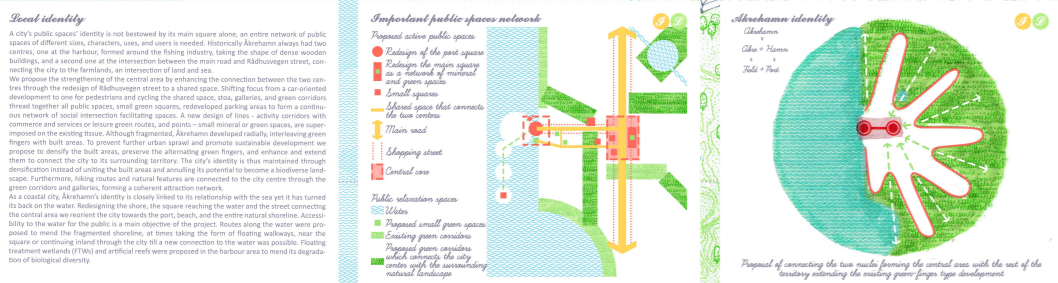 Local identity
A city's public spaces' identity is not bestowed by its main square alone, an entire network of public
spaces of different sizes, characters, uses, and users is needed. Historically Åkrehamn always had two
centres, one at the harbour, formed around the fishing industry, taking the shape of dense wooden
buildings, and a second one at the intersection between the main road and Rådhusvegen street, con-
necting the city to the farmlands, an intersection of land and sea.
We propose the strengthening of the central area by enhancing the connection between the two cen-
tres through the redesign of Rådhusvegen street to a shared space. Shifting focus from a car-oriented
development to one for pedestrians and cycling the shared space, stoa, galleries, and green corridors
thread together all public spaces, small green squares, redeveloped parking areas to form a continu-
ous network of social intersection facilitating spaces. A new design of lines - activity corridors with
commerce and services or leisure green routes, and points – small mineral or green spaces, are super-
imposed on the existing tissue. Although fragmented, Åkrehamn developed radially, interleaving green
fingers with built areas. To prevent further urban sprawl and promote sustainable development we
propose to densify the built areas, preserve the alternating green fingers, and enhance and extend
them to connect the city to its surrounding territory. The city's identity is thus maintained through
densification instead of uniting the built areas and annulling its potential to become a biodiverse land-
scape. Furthermore, hiking routes and natural features are connected to the city centre through the
green corridors and galleries, forming a coherent attraction network.
As a coastal city, Åkrehamn's identity is closely linked to its relationship with the sea yet it has turned
its back on the water. Redesigning the shore, the square reaching the water and the street connecting
the central area we reorient the city towards the port, beach, and the entire natural shoreline. Accessi-
bility to the water for the public is a main objective of the project. Routes along the water were pro-
posed to mend the fragmented shoreline, at times taking the form of floating walkways, near the
square or continuing inland through the city till a new connection to the water was possible. Floating
treatment wetlands (FTWs) and artificial reefs were proposed in the harbour area to mend its degrada-
tion of biological diversity.
Important public spaces network
I D
Proposed active public spaces
Redesign of the port square
Redesign the main square
as a network of mineral
and green spaces
Small squares
Shared space that connects
the two centers
Main road
Shopping street
Central core
Public relaxation spaces
Water
Proposed small green spaces
Existing green corridors
Proposed green corridors
which connects the city
center with the surrounding
natural landscape
Åkrehamn identity
I D
Åkrehamn
Åker + Hamn
Field + Port
Proposal of connecting the two nuclei forming the central area with the rest of the
territory extending the existing green-finger type development